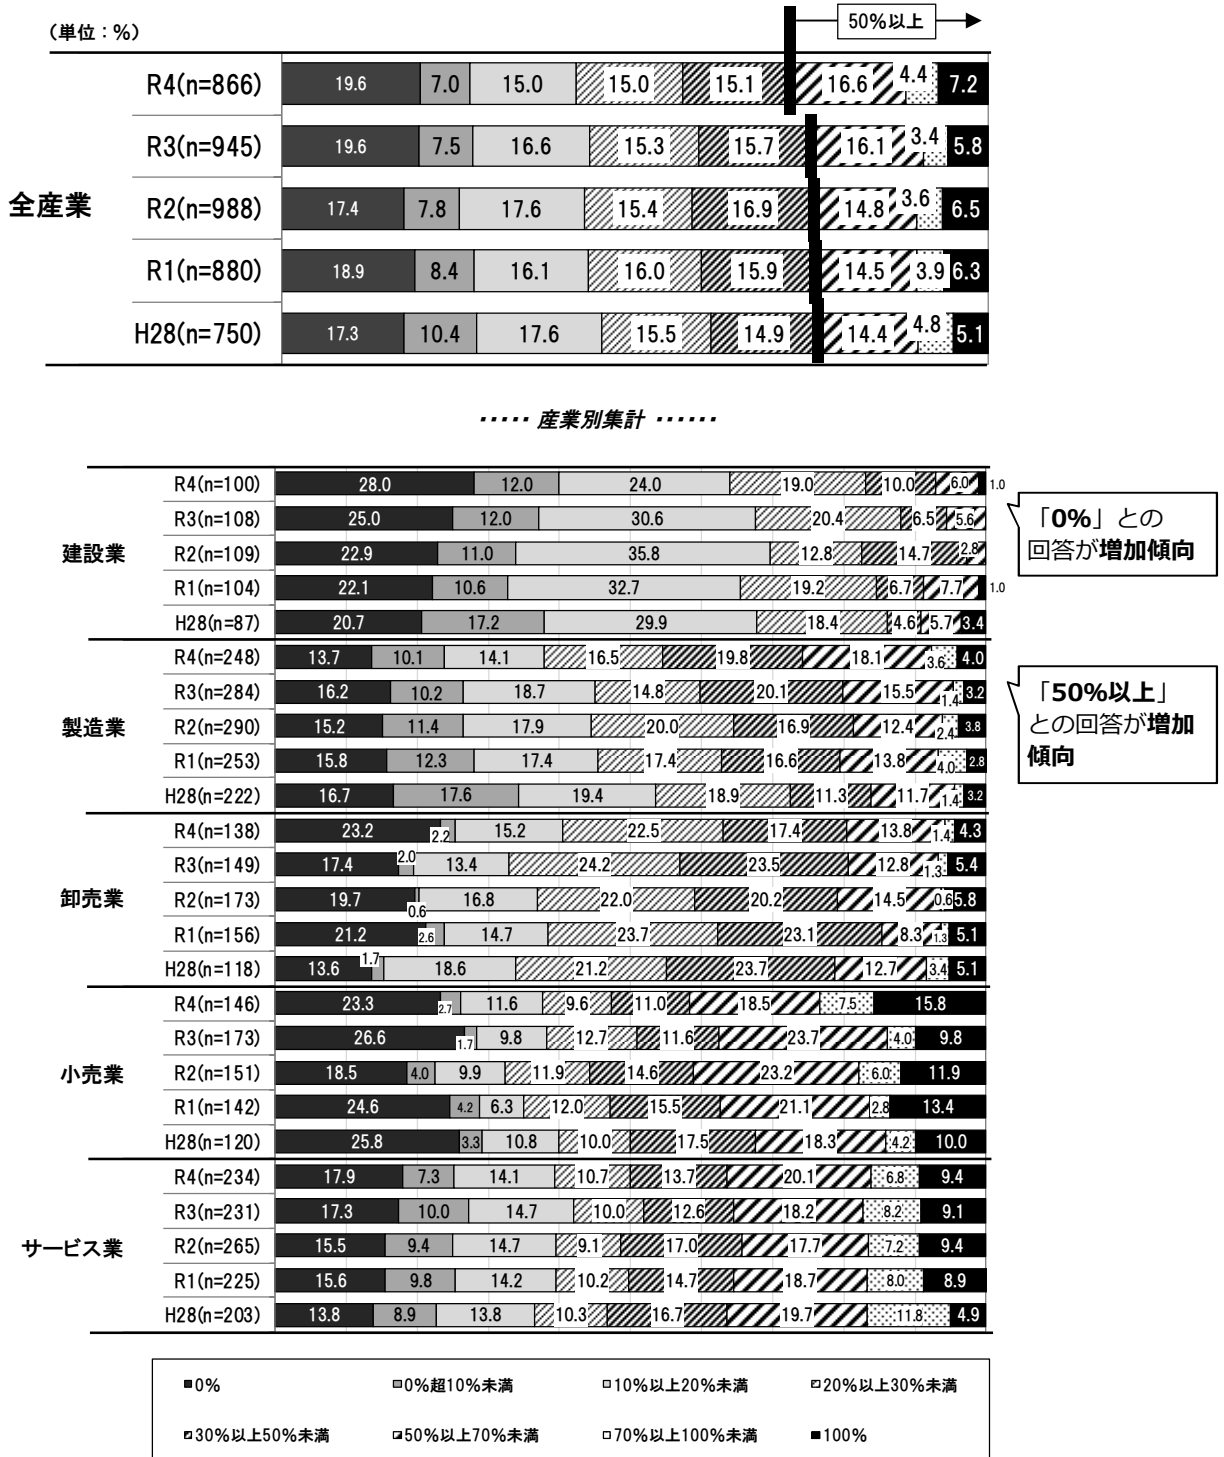 （単位：%）
50%以上
全産業
R4(n=866) 19.6 7.0 15.0 15.0 15.1 16.6 4.4 7.2
R3(n=945) 19.6 7.5 16.6 15.3 15.7 16.1 3.4 5.8
R2(n=988) 17.4 7.8 17.6 15.4 16.9 14.8 3.6 6.5
R1(n=880) 18.9 8.4 16.1 16.0 15.9 14.5 3.9 6.3
H28(n=750) 17.3 10.4 17.6 15.5 14.9 14.4 4.8 5.1
・・・・・ 産業別集計 ・・・・・・
建設業
R4(n=100) 28.0 12.0 24.0 19.0 10.0 6.0 1.0
R3(n=108) 25.0 12.0 30.6 20.4 6.5 5.6
R2(n=109) 22.9 11.0 35.8 12.8 14.7 2.8
R1(n=104) 22.1 10.6 32.7 19.2 6.7 7.7 1.0
H28(n=87) 20.7 17.2 29.9 18.4 4.6 5.7 3.4
「0%」との
回答が増加傾向
製造業
R4(n=248) 13.7 10.1 14.1 16.5 19.8 18.1 3.6 4.0
R3(n=284) 16.2 10.2 18.7 14.8 20.1 15.5 1.4 3.2
R2(n=290) 15.2 11.4 17.9 20.0 16.9 12.4 2.4 3.8
R1(n=253) 15.8 12.3 17.4 17.4 16.6 13.8 4.0 2.8
H28(n=222) 16.7 17.6 19.4 18.9 11.3 11.7 1.4 3.2
「50%以上」
との回答が増加
傾向
卸売業
R4(n=138) 23.2 2.2 15.2 22.5 17.4 13.8 1.4 4.3
R3(n=149) 17.4 2.0 13.4 24.2 23.5 12.8 1.3 5.4
R2(n=173) 19.7 0.6 16.8 22.0 20.2 14.5 0.6 5.8
R1(n=156) 21.2 2.6 14.7 23.7 23.1 8.3 1.3 5.1
H28(n=118) 13.6 1.7 18.6 21.2 23.7 12.7 3.4 5.1
小売業
R4(n=146) 23.3 2.7 11.6 9.6 11.0 18.5 7.5 15.8
R3(n=173) 26.6 1.7 9.8 12.7 11.6 23.7 4.0 9.8
R2(n=151) 18.5 4.0 9.9 11.9 14.6 23.2 6.0 11.9
R1(n=142) 24.6 4.2 6.3 12.0 15.5 21.1 2.8 13.4
H28(n=120) 25.8 3.3 10.8 10.0 17.5 18.3 4.2 10.0
サービス業
R4(n=234) 17.9 7.3 14.1 10.7 13.7 20.1 6.8 9.4
R3(n=231) 17.3 10.0 14.7 10.0 12.6 18.2 8.2 9.1
R2(n=265) 15.5 9.4 14.7 9.1 17.0 17.7 7.2 9.4
R1(n=225) 15.6 9.8 14.2 10.2 14.7 18.7 8.0 8.9
H28(n=203) 13.8 8.9 13.8 10.3 16.7 19.7 11.8 4.9
0% 0%超10%未満 10%以上20%未満 20%以上30%未満
30%以上50%未満 50%以上70%未満 70%以上100%未満 100%